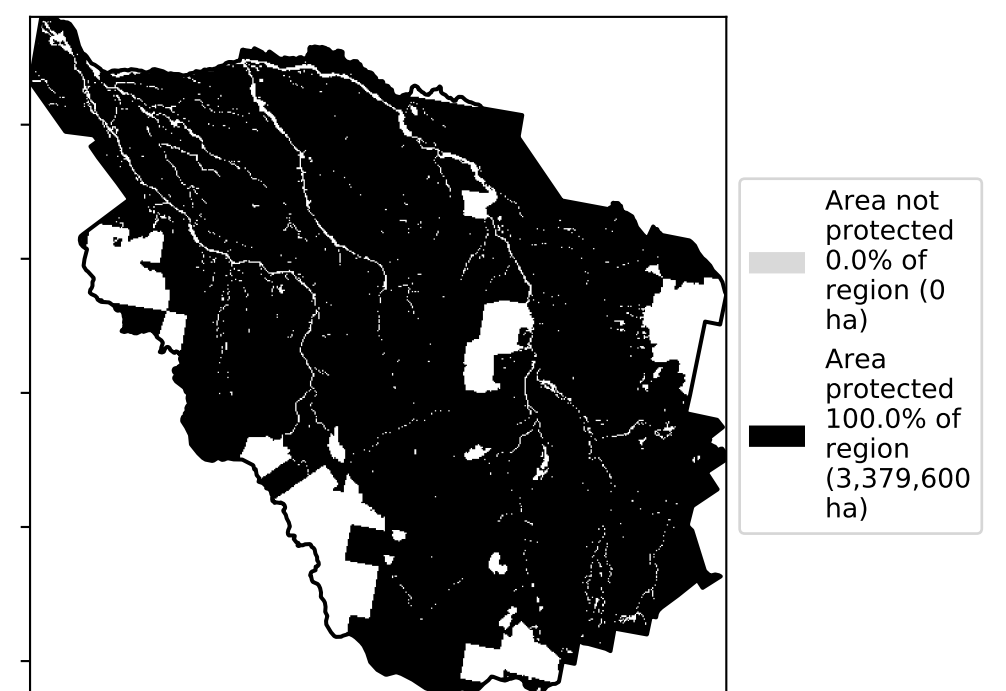 Area not
protected
0.0% of
region (0
ha)
Area
protected
100.0% of
region
(3,379,600
ha)